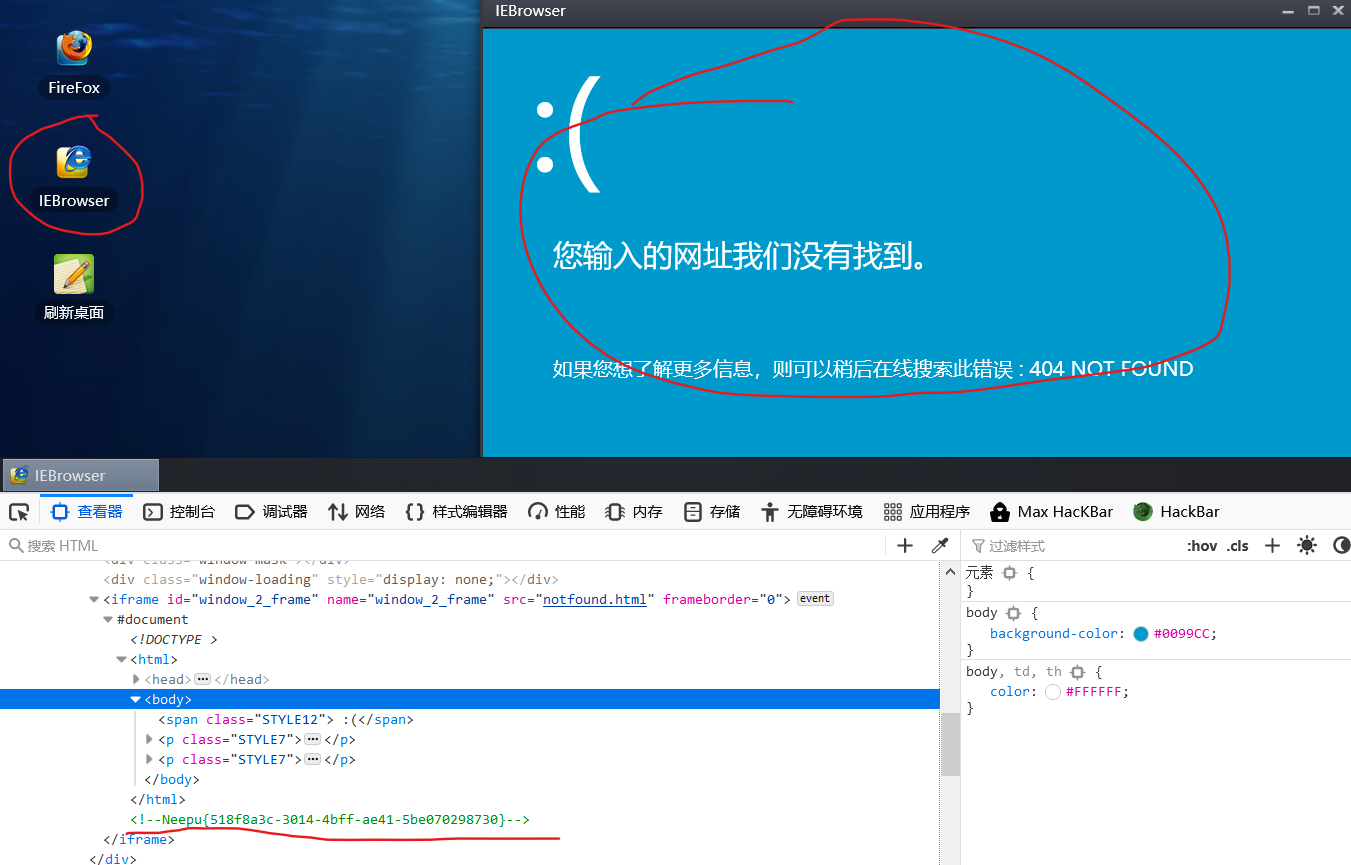 IEBrowser
FireFox
IEBrowser
刷新桌面
:(
您输入的网址我们没有找到。
如果您想了解更多信息，则可以稍后在线搜索此错误 : 404 NOT FOUND
IEBrowser
查看器 控制台 调试器 网络 样式编辑器 性能 内存 存储 无障碍环境 应用程序 Max HacKBar HackBar
搜索 HTML
过滤样式 :hov .cls
<div class="window-mask"></div>
<div class="window-loading" style="display: none;"></div>
<iframe id="window_2_frame" name="window_2_frame" src="notfound.html" frameborder="0"> event
#document
<!DOCTYPE >
<html>
<head> ··· </head>
<body>
<span class="STYLE12"> :(</span>
<p class="STYLE7"> ··· </p>
<p class="STYLE7"> ··· </p>
</body>
</html>
<!--Neepu{518f8a3c-3014-4bff-ae41-5be070298730}-->
</iframe>
</div>
元素 {
}
body {
background-color: #0099CC;
}
body, td, th {
color: #FFFFFF;
}